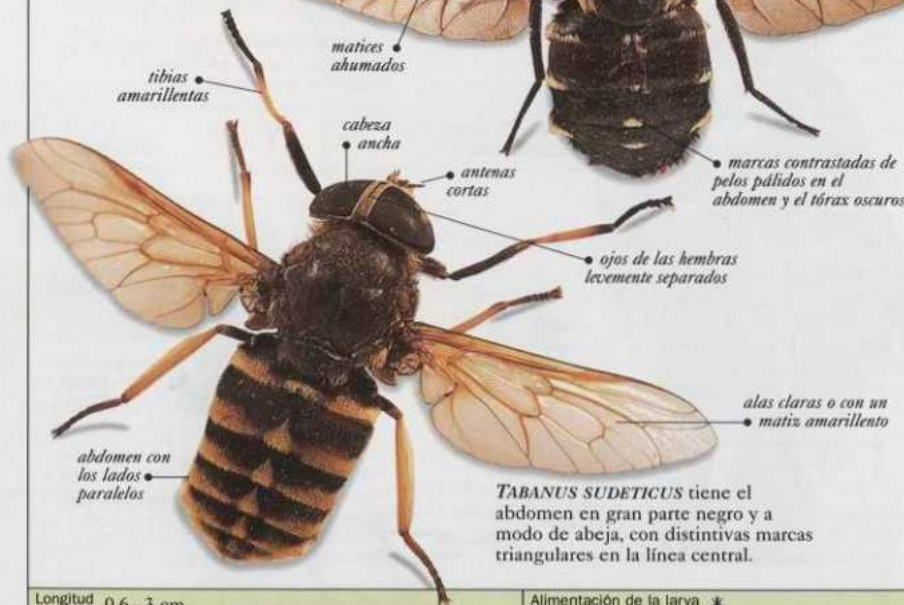 matices
ahumados
tibias
amarillentas
cabeza
ancha
antenas
cortas
marcas contrastadas de
pelos pálidos en el
abdomen y el tórax oscuros
ojos de las hembras
levemente separados
alas claras o con un
matiz amarillento
abdomen con
los lados
paralelos
TABANUS SUDETICUS tiene el
abdomen en gran parte negro y a
modo de abeja, con distintivas marcas
triangulares en la línea central.
Longitud 0,6 - 3 cm
Alimentación de la larva